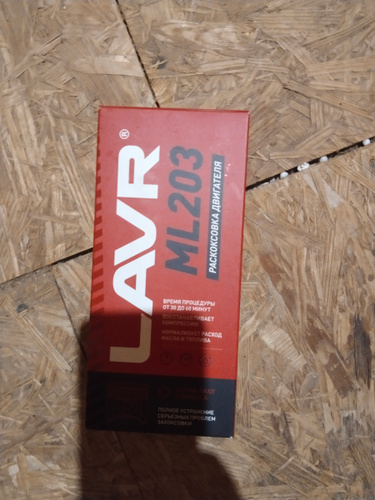 LAVR®
ML203
РАСКОКСОВКА ДВИГАТЕЛЯ
ВРЕМЯ ПРОЦЕДУРЫ
ОТ 30 ДО 60 МИНУТ
ВОССТАНАВЛИВАЕТ
КОМПРЕССИЮ
НОРМАЛИЗУЕТ РАСХОД
МАСЛА И ТОПЛИВА
ПОЛНОЕ УСТРАНЕНИЕ
СЕРЬЕЗНЫХ ПРОБЛЕМ
ЗАКОКСОВКИ